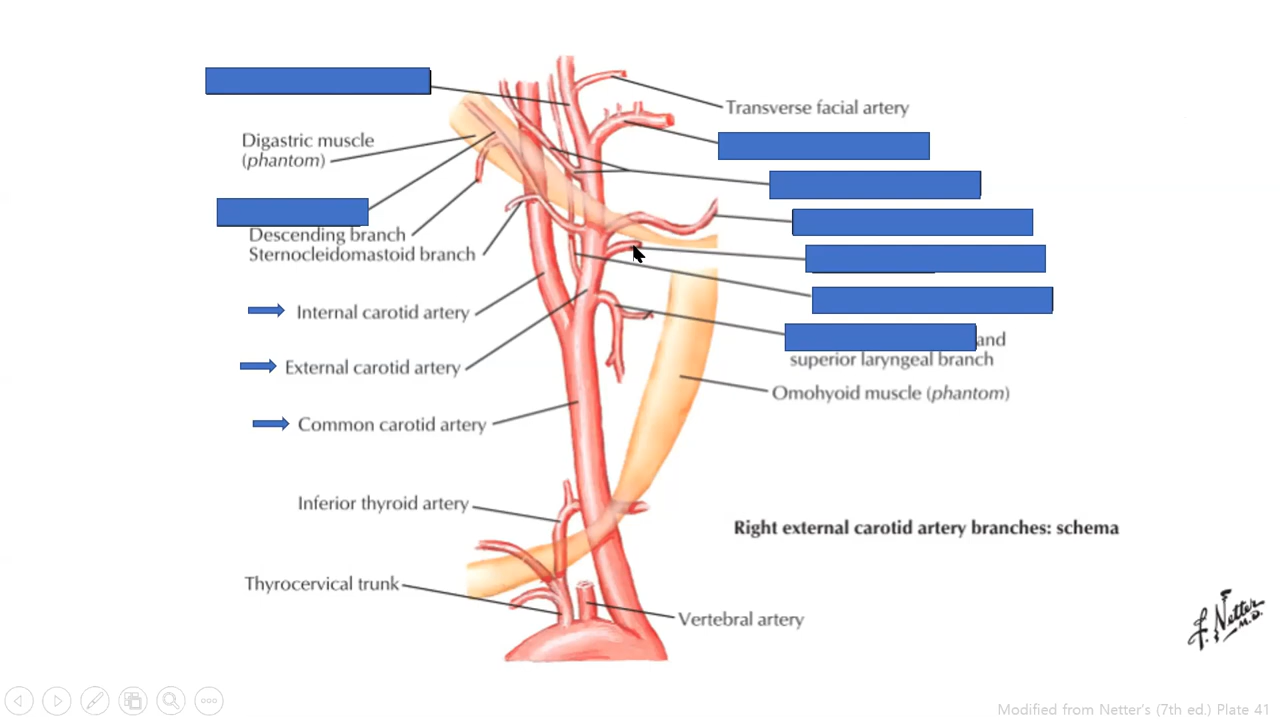 Transverse facial artery
Digastric muscle
(phantom)
Descending branch
Sternocleidomastoid branch
Internal carotid artery
External carotid artery
Common carotid artery
and
superior laryngeal branch
Omohyoid muscle (phantom)
Inferior thyroid artery
Right external carotid artery branches: schema
Thyrocervical trunk
Vertebral artery
F. Netter
M.D.
Modified from Netter's (7th ed.) Plate 41